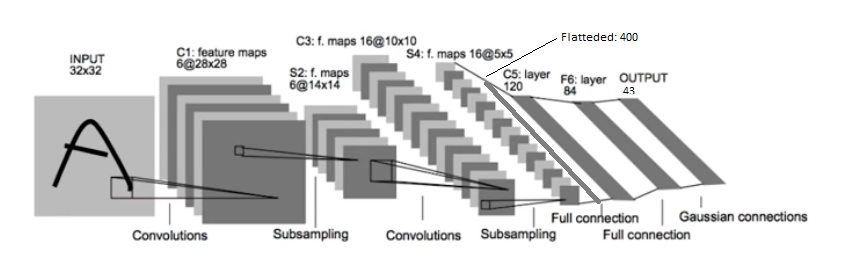 INPUT
32x32
C1: feature maps
6@28x28
S2: f. maps
6@14x14
C3: f. maps 16@10x10
S4: f. maps 16@5x5
Flatteded: 400
C5: layer
120
F6: layer
84
OUTPUT
43
A
Convolutions
Subsampling
Convolutions
Subsampling
Full connection
Full connection
Gaussian connections